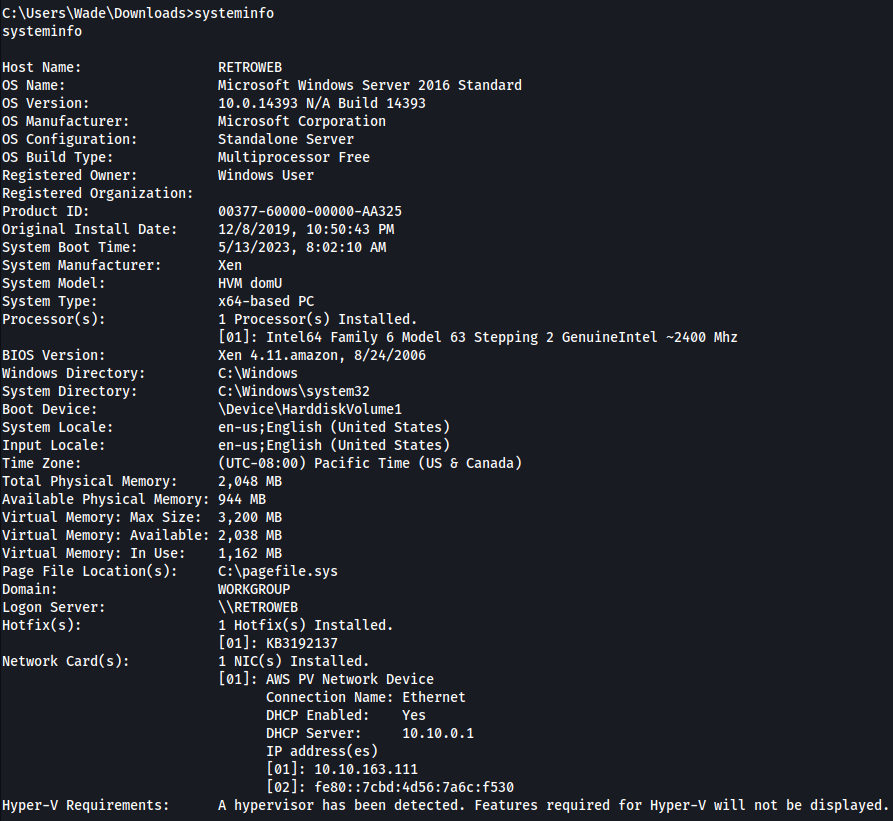 C:\Users\Wade\Downloads>systeminfo
systeminfo

Host Name:                 RETROWEB
OS Name:                   Microsoft Windows Server 2016 Standard
OS Version:                10.0.14393 N/A Build 14393
OS Manufacturer:           Microsoft Corporation
OS Configuration:          Standalone Server
OS Build Type:             Multiprocessor Free
Registered Owner:          Windows User
Registered Organization:
Product ID:                00377-60000-00000-AA325
Original Install Date:     12/8/2019, 10:50:43 PM
System Boot Time:          5/13/2023, 8:02:10 AM
System Manufacturer:       Xen
System Model:              HVM domU
System Type:               x64-based PC
Processor(s):              1 Processor(s) Installed.
                           [01]: Intel64 Family 6 Model 63 Stepping 2 GenuineIntel ~2400 Mhz
BIOS Version:              Xen 4.11.amazon, 8/24/2006
Windows Directory:         C:\Windows
System Directory:          C:\Windows\system32
Boot Device:               \Device\HarddiskVolume1
System Locale:             en-us;English (United States)
Input Locale:              en-us;English (United States)
Time Zone:                 (UTC-08:00) Pacific Time (US & Canada)
Total Physical Memory:     2,048 MB
Available Physical Memory: 944 MB
Virtual Memory: Max Size:  3,200 MB
Virtual Memory: Available: 2,038 MB
Virtual Memory: In Use:    1,162 MB
Page File Location(s):     C:\pagefile.sys
Domain:                    WORKGROUP
Logon Server:              \\RETROWEB
Hotfix(s):                 1 Hotfix(s) Installed.
                           [01]: KB3192137
Network Card(s):           1 NIC(s) Installed.
                           [01]: AWS PV Network Device
                                 Connection Name: Ethernet
                                 DHCP Enabled:    Yes
                                 DHCP Server:     10.10.0.1
                                 IP address(es)
                                 [01]: 10.10.163.111
                                 [02]: fe80::7cbd:4d56:7a6c:f530
Hyper-V Requirements:      A hypervisor has been detected. Features required for Hyper-V will not be displayed.